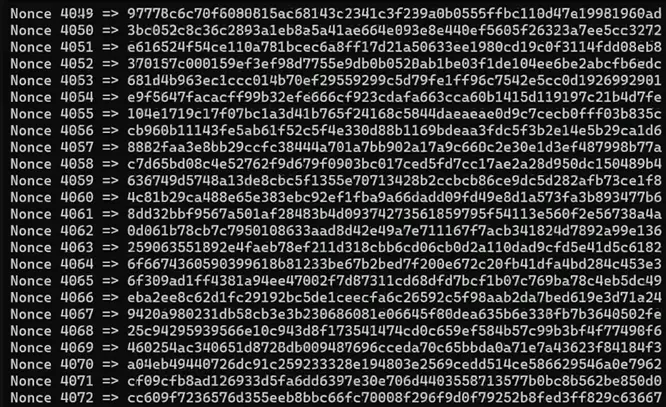 Nonce 4049 => 97778c6c70f6080815ac68143c2341c3f239a0b0555ffbc110d47e19981960ad
Nonce 4050 => 3bc052c8c36c2893a1eb8a5a41ae664e093e8e440ef5605f26323a7ee5cc3272
Nonce 4051 => e616524f54ce110a781bcec6a8ff17d21a50633ee1980cd19c0f3114fdd08eb8
Nonce 4052 => 370157c000159ef3ef98d7755e9db0b0520ab1be03f1de104ee6be2abcfb6edc
Nonce 4053 => 681d4b963ec1ccc014b70ef29559299c5d79fe1ff96c7542e5cc0d1926992901
Nonce 4054 => e9f5647facacff99b32efe666cf923cdafa663cca60b1415d119197c21b4d7fe
Nonce 4055 => 104e1719c17f07bc1a3d41b765f24168c5844daeaeae0d9c7cecb0fff03b835c
Nonce 4056 => cb960b11143fe5ab61f52c5f4e330d88b1169bdeaa3fdc5f3b2e14e5b29ca1d6
Nonce 4057 => 8882faa3e8bb29ccfc38444a701a7bb902a17a9c660c2e30e1d3ef487998b77a
Nonce 4058 => c7d65bd08c4e52762f9d679f0903bc017ced5fd7cc17ae2a28d950dc150489b4
Nonce 4059 => 636749d5748a13de8cbc5f1355e70713428b2ccbcb86ce9dc5d282afb73ce1f8
Nonce 4060 => 4c81b29ca488e65e383ebc92ef1fba9a66dadd09fd49e8d1a573fa3b893477b6
Nonce 4061 => 8dd32bbf9567a501af28483b4d09374273561859795f54113e560f2e56738a4a
Nonce 4062 => 0d061b78cb7c7950108633aad8d42e49a7e711167f7acb341824d7892a99e136
Nonce 4063 => 259063551892e4faeb78ef211d318cbb6cd06cb0d2a110dad9cfd5e41d5c6182
Nonce 4064 => 6f6674360590399618b81233be67b2bed7f200e672c20fb41dfa4bd284c453e3
Nonce 4065 => 6f309ad1ff4381a94ee47002f7d87311cd68dfd7bcf1b07c769ba78c4eb5dc49
Nonce 4066 => eba2ee8c62d1fc29192bc5de1ceecfa6c26592c5f98aab2da7bed619e3d71a24
Nonce 4067 => 9420a980231db58cb3e3b230686081e06645f80dea635b6e338fb7b3640502fe
Nonce 4068 => 25c94295939566e10c943d8f173541474cd0c659ef584b57c99b3bf4f77490f6
Nonce 4069 => 460254ac340651d8728db009487696cceda70c65bbda0a71e7a43623f84184f3
Nonce 4070 => a04eb49440726dc91c259233328e194803e2569cedd514ce586629546a0e7962
Nonce 4071 => cf09cfb8ad126933d5fa6dd6397e30e706d4403558713577b0bc8b562be850d0
Nonce 4072 => cc609f7236576d355eeb8bbc66fc70008f296f9d0f79252b8fed3ff829c63667